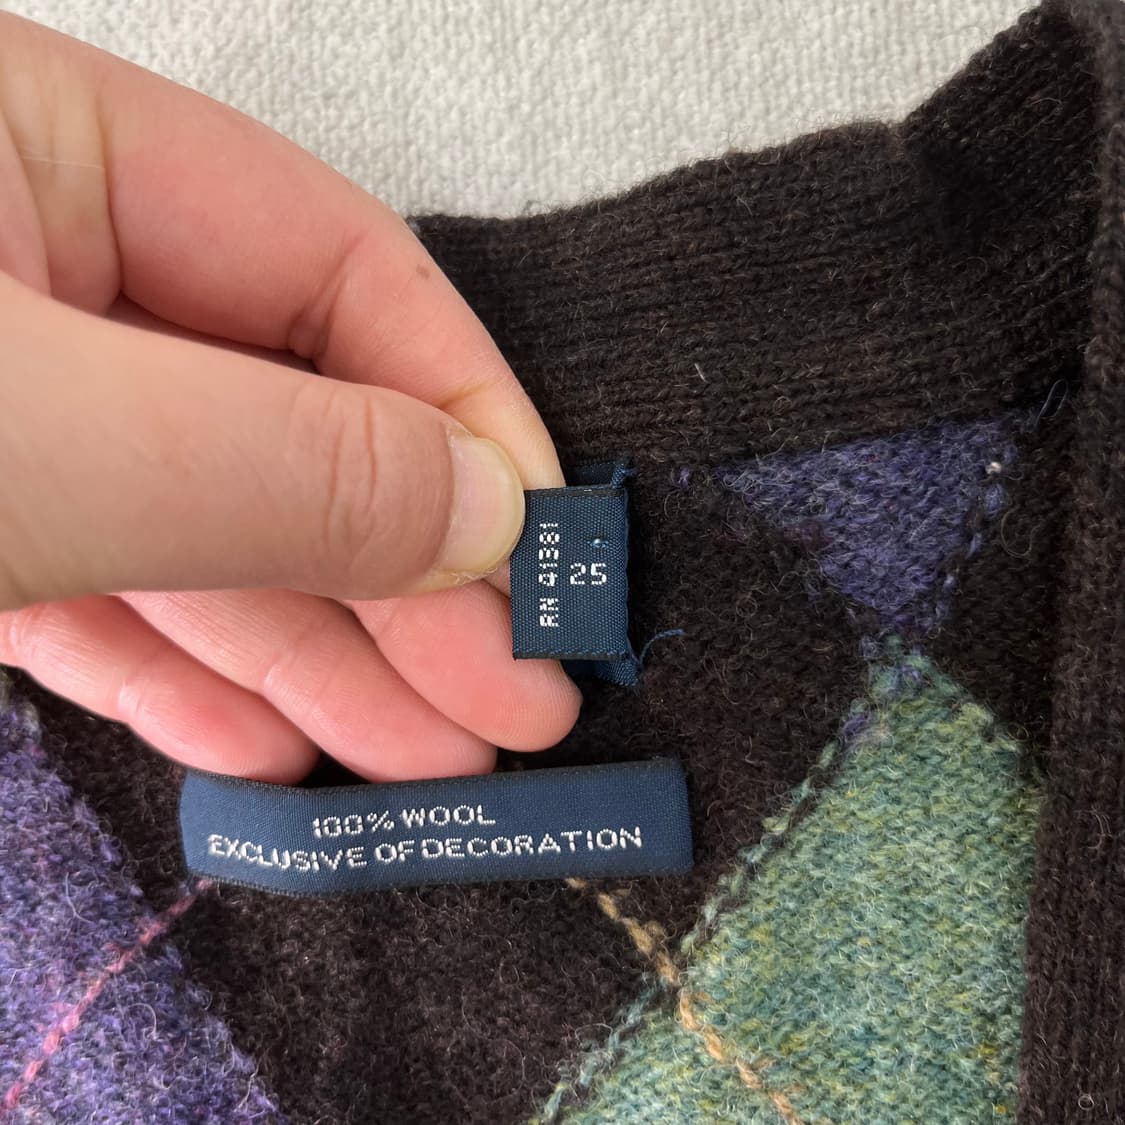 RN 41381
25
100% WOOL
EXCLUSIVE OF DECORATION